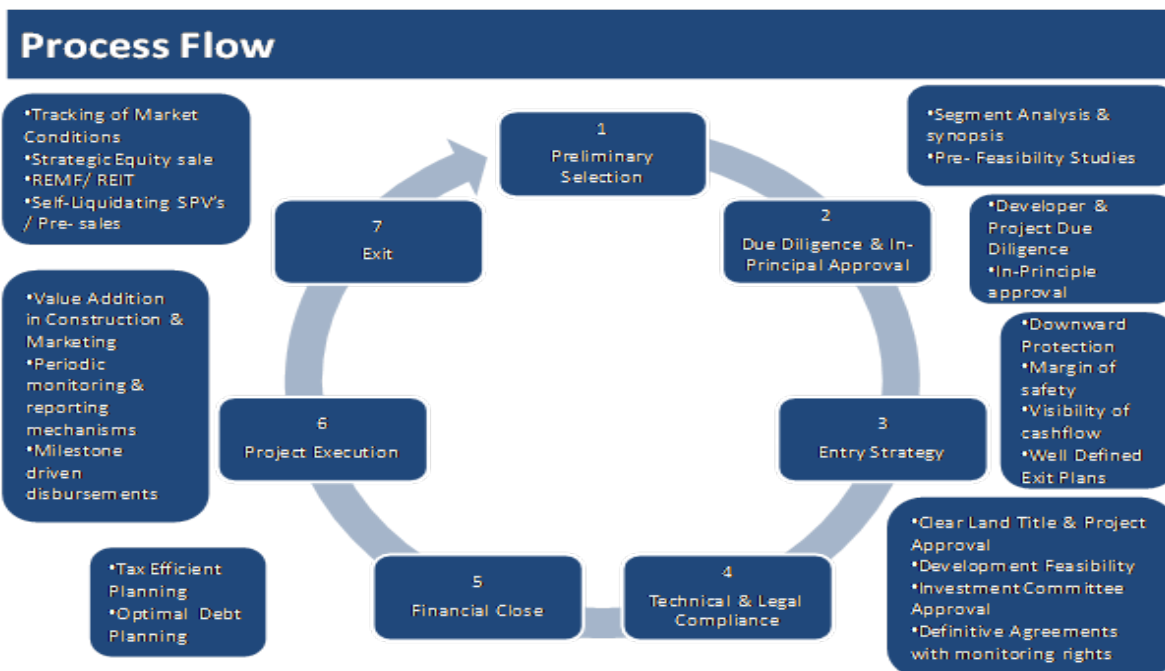 Process Flow
•Tracking of Market
Conditions
•Strategic Equity sale
•REMF/ REIT
•Self-Liquidating SPV's
/ Pre- sales
1
Preliminary
Selection
•Segment Analysis &
synopsis
•Pre- Feasibility Studies
2
Due Diligence & In-
Principal Approval
•Developer &
Project Due
Diligence
•In-Principle
approval
7
Exit
•Value Addition
in Construction &
Marketing
•Periodic
monitoring &
reporting
mechanisms
•Milestone
driven
disbursements
•Downward
Protection
•Margin of
safety
•Visibility of
cashflow
•Well Defined
Exit Plans
6
Project Execution
3
Entry Strategy
•Clear Land Title & Project
Approval
•Development Feasibility
•Investment Committee
Approval
•Definitive Agreements
with monitoring rights
•Tax Efficient
Planning
•Optimal Debt
Planning
5
Financial Close
4
Technical & Legal
Compliance